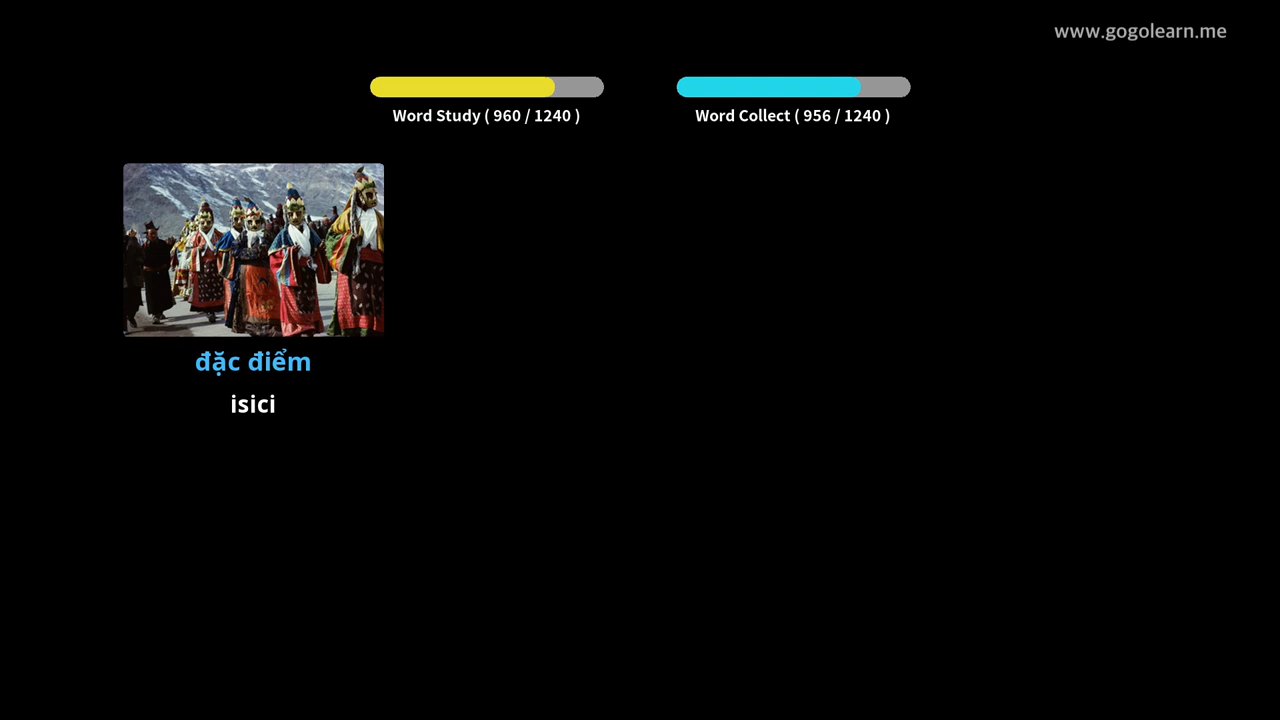 www.gogolearn.me
Word Study ( 960 / 1240 )
Word Collect ( 956 / 1240 )
đặc điểm
isici